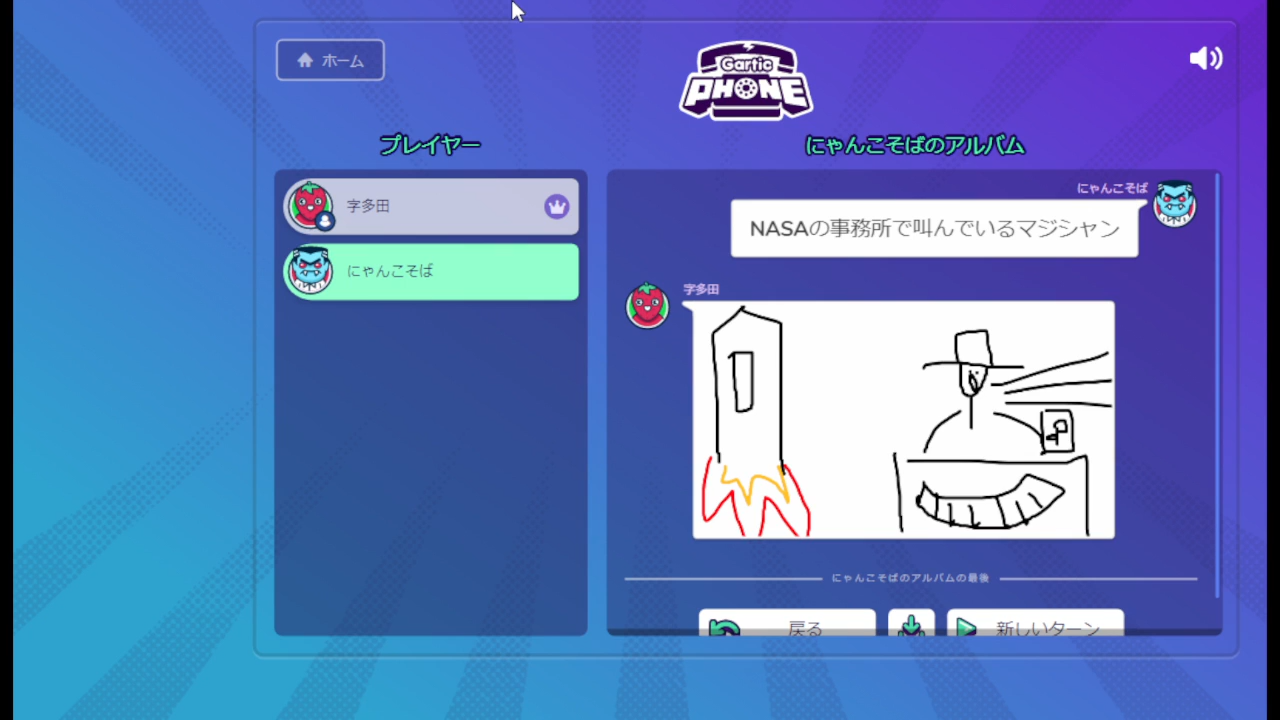 ホーム
Gartic
PHONE
プレイヤー
字多田
にゃんこそば
にゃんこそばのアルバム
にゃんこそば
NASAの事務所で叫んでいるマジシャン
字多田
にゃんこそばのアルバムの最後
戻る
新しいターン